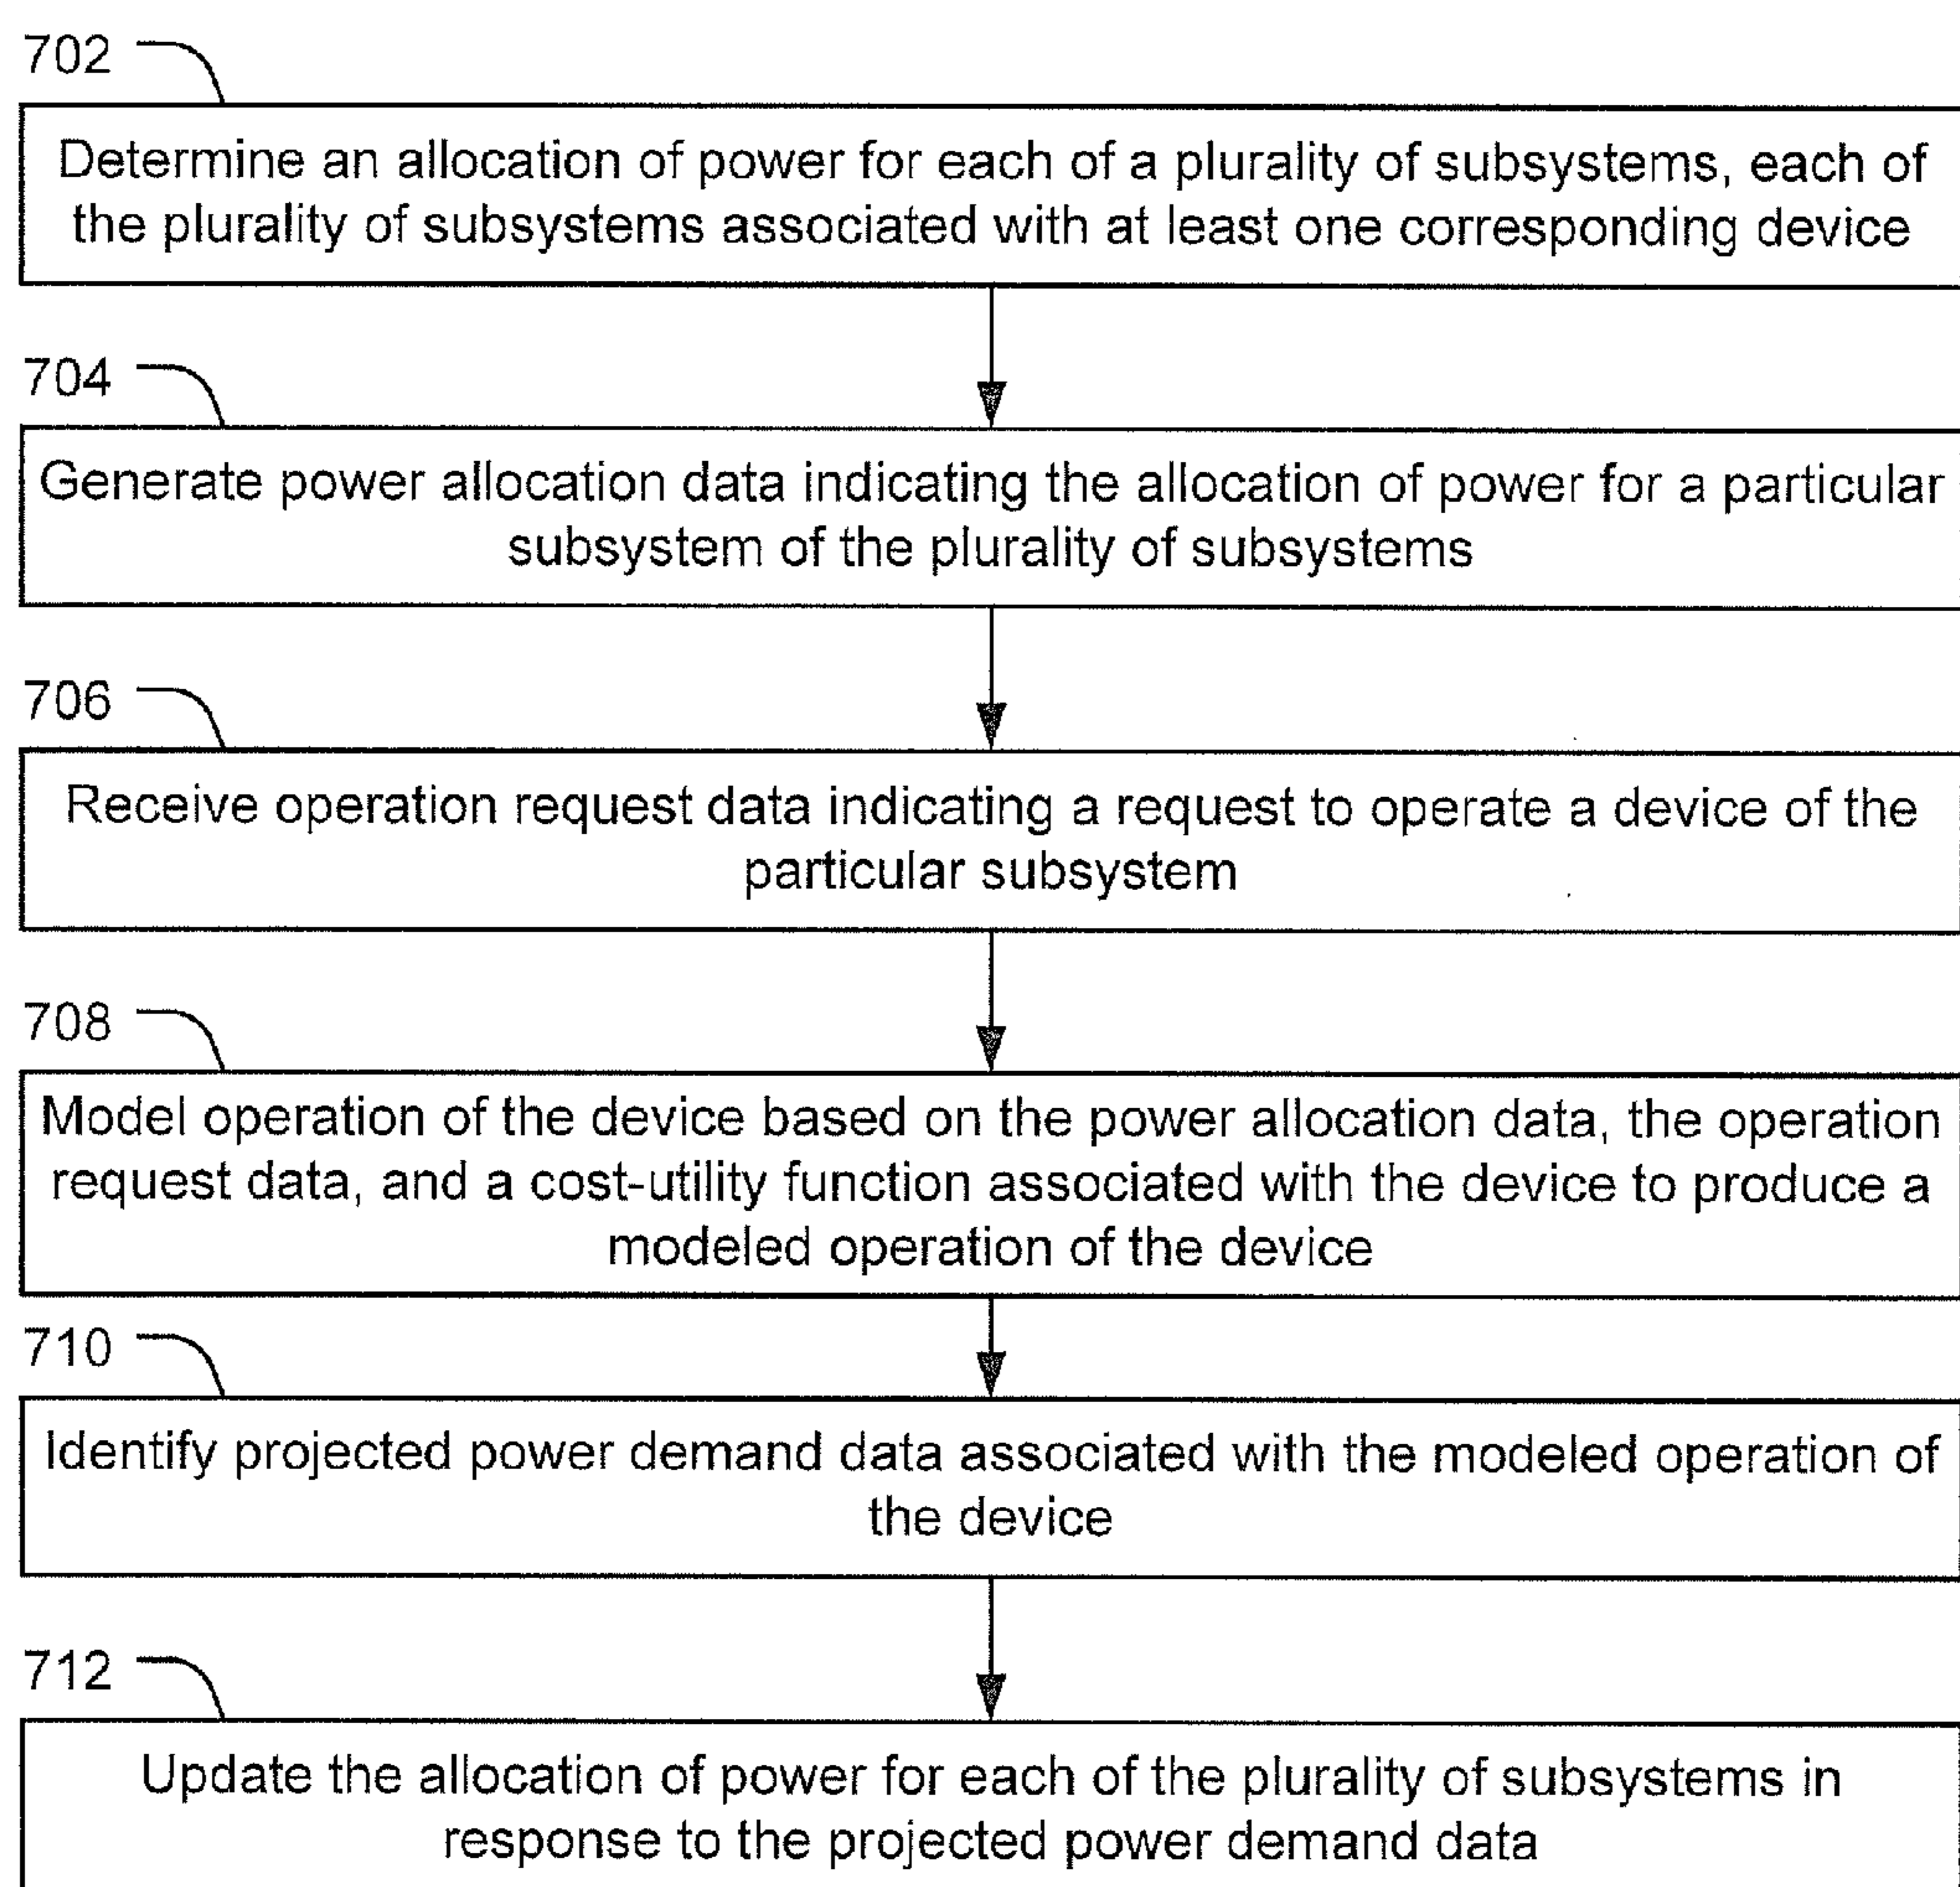 702
Determine an allocation of power for each of a plurality of subsystems, each of
the plurality of subsystems associated with at least one corresponding device
704
Generate power allocation data indicating the allocation of power for a particular
subsystem of the plurality of subsystems
706
Receive operation request data indicating a request to operate a device of the
particular subsystem
708
Model operation of the device based on the power allocation data, the operation
request data, and a cost-utility function associated with the device to produce a
modeled operation of the device
710
Identify projected power demand data associated with the modeled operation of
the device
712
Update the allocation of power for each of the plurality of subsystems in
response to the projected power demand data